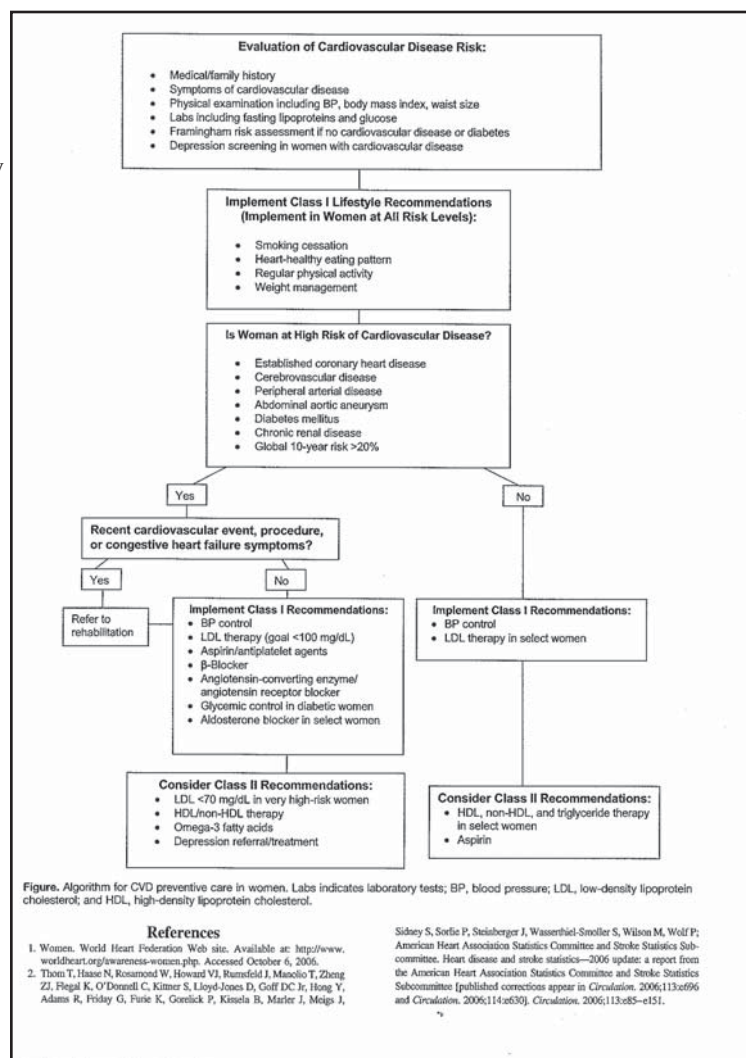 Evaluation of Cardiovascular Disease Risk:
• Medical/family history
• Symptoms of cardiovascular disease
• Physical examination including BP, body mass index, waist size
• Labs including fasting lipoproteins and glucose
• Framingham risk assessment if no cardiovascular disease or diabetes
• Depression screening in women with cardiovascular disease
Implement Class I Lifestyle Recommendations
(Implement in Women at All Risk Levels):
• Smoking cessation
• Heart-healthy eating pattern
• Regular physical activity
• Weight management
Is Woman at High Risk of Cardiovascular Disease?
• Established coronary heart disease
• Cerebrovascular disease
• Peripheral arterial disease
• Abdominal aortic aneurysm
• Diabetes mellitus
• Chronic renal disease
• Global 10-year risk >20%
Yes
No
Recent cardiovascular event, procedure,
or congestive heart failure symptoms?
Yes
No
Refer to
rehabilitation
Implement Class I Recommendations:
• BP control
• LDL therapy (goal <100 mg/dL)
• Aspirin/antiplatelet agents
• β-Blocker
• Angiotensin-converting enzyme/
angiotensin receptor blocker
• Glycemic control in diabetic women
• Aldosterone blocker in select women
Implement Class I Recommendations:
• BP control
• LDL therapy in select women
Consider Class II Recommendations:
• LDL <70 mg/dL in very high-risk women
• HDL/non-HDL therapy
• Omega-3 fatty acids
• Depression referral/treatment
Consider Class II Recommendations:
• HDL, non-HDL, and triglyceride therapy
in select women
• Aspirin
Figure. Algorithm for CVD preventive care in women. Labs indicates laboratory tests; BP, blood pressure; LDL, low-density lipoprotein
cholesterol; and HDL, high-density lipoprotein cholesterol.
References
1. Women. World Heart Federation Web site. Available at: http://www.
worldheart.org/awareness-women.php. Accessed October 6, 2006.
2. Thom T, Haase N, Rosamond W, Howard VJ, Rumsfeld J, Manolio T, Zheng
ZJ, Flegal K, O'Donnell C, Kittner S, Lloyd-Jones D, Goff DC Jr, Hong Y,
Adams R, Friday G, Furie K, Gorelick P, Kissela B, Marler J, Meigs J,
Sidney S, Sorlie P, Steinberger J, Wasserthiel-Smoller S, Wilson M, Wolf P;
American Heart Association Statistics Committee and Stroke Statistics Sub-
committee. Heart disease and stroke statistics—2006 update: a report from
the American Heart Association Statistics Committee and Stroke Statistics
Subcommittee [published corrections appear in Circulation. 2006;113:e696
and Circulation. 2006;114:e630]. Circulation. 2006;113:e85–e151.